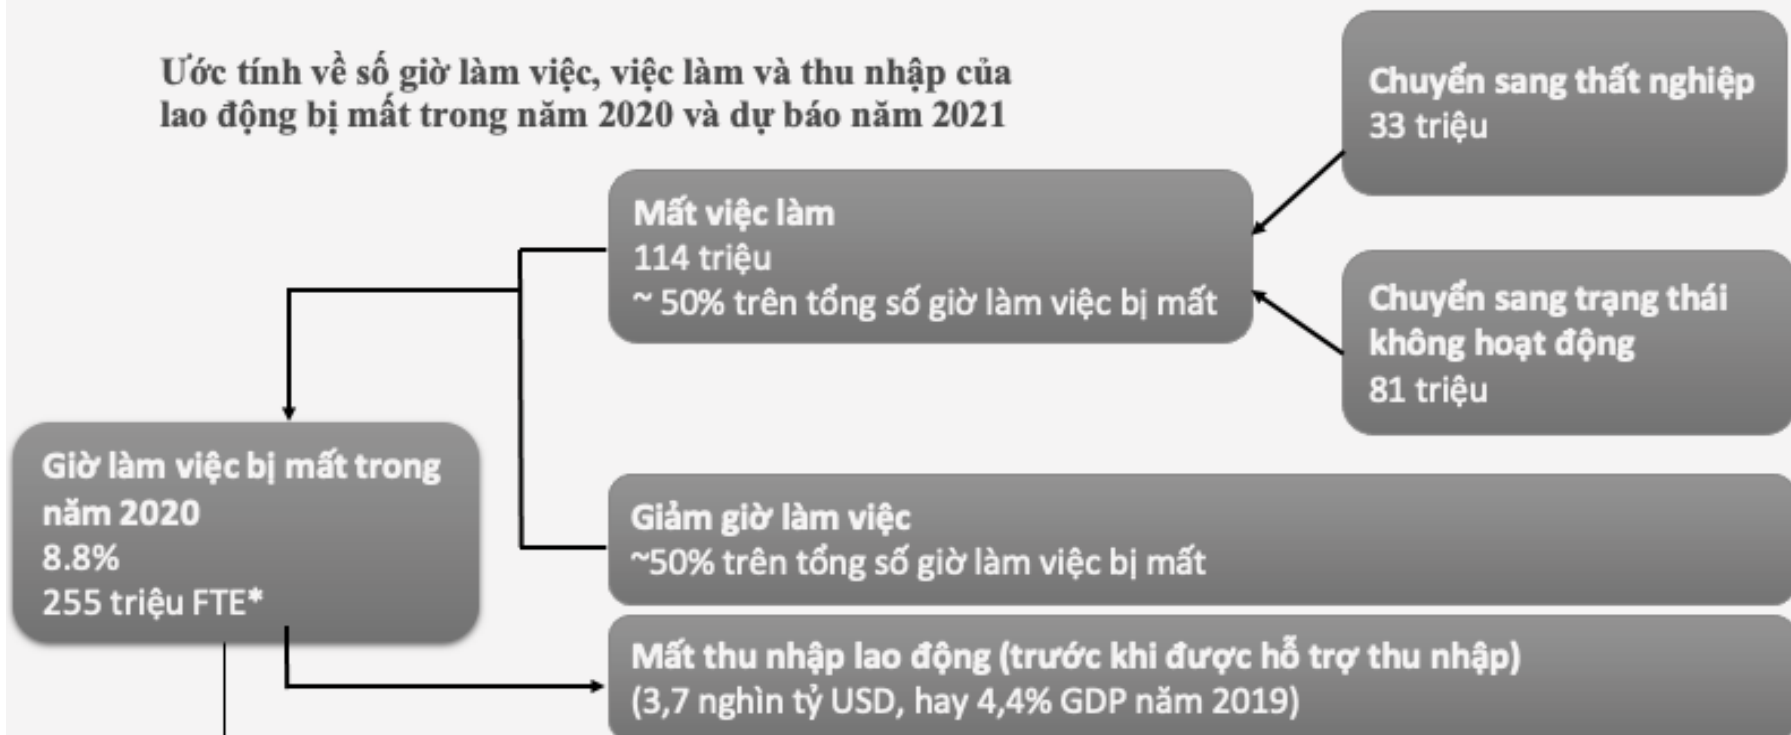 Ước tính về số giờ làm việc, việc làm và thu nhập của
lao động bị mất trong năm 2020 và dự báo năm 2021
Chuyển sang thất nghiệp
33 triệu
Mất việc làm
114 triệu
~ 50% trên tổng số giờ làm việc bị mất
Chuyển sang trạng thái
không hoạt động
81 triệu
Giờ làm việc bị mất trong
năm 2020
8.8%
255 triệu FTE*
Giảm giờ làm việc
~50% trên tổng số giờ làm việc bị mất
Mất thu nhập lao động (trước khi được hỗ trợ thu nhập)
(3,7 nghìn tỷ USD, hay 4,4% GDP năm 2019)